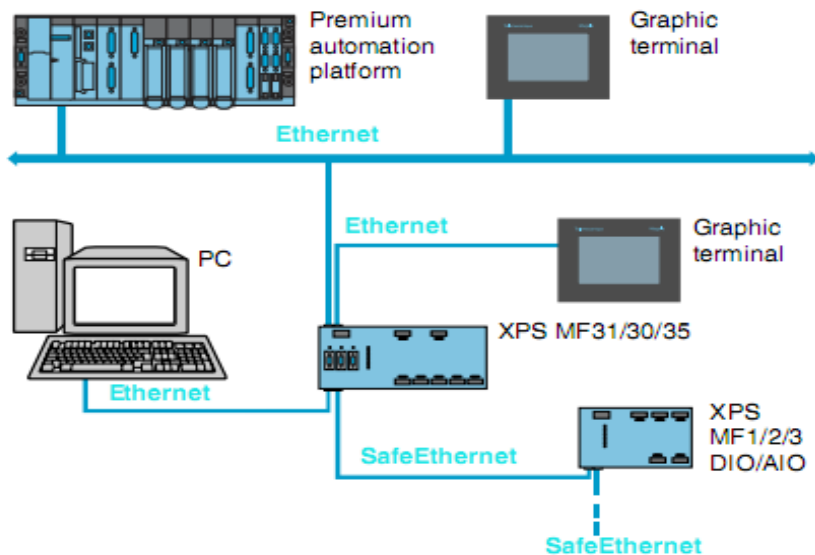 Premium
automation
platform
Graphic
terminal
Ethernet
Ethernet
Graphic
terminal
PC
XPS MF31/30/35
Ethernet
XPS
MF1/2/3
DIO/AIO
SafeEthernet
SafeEthernet